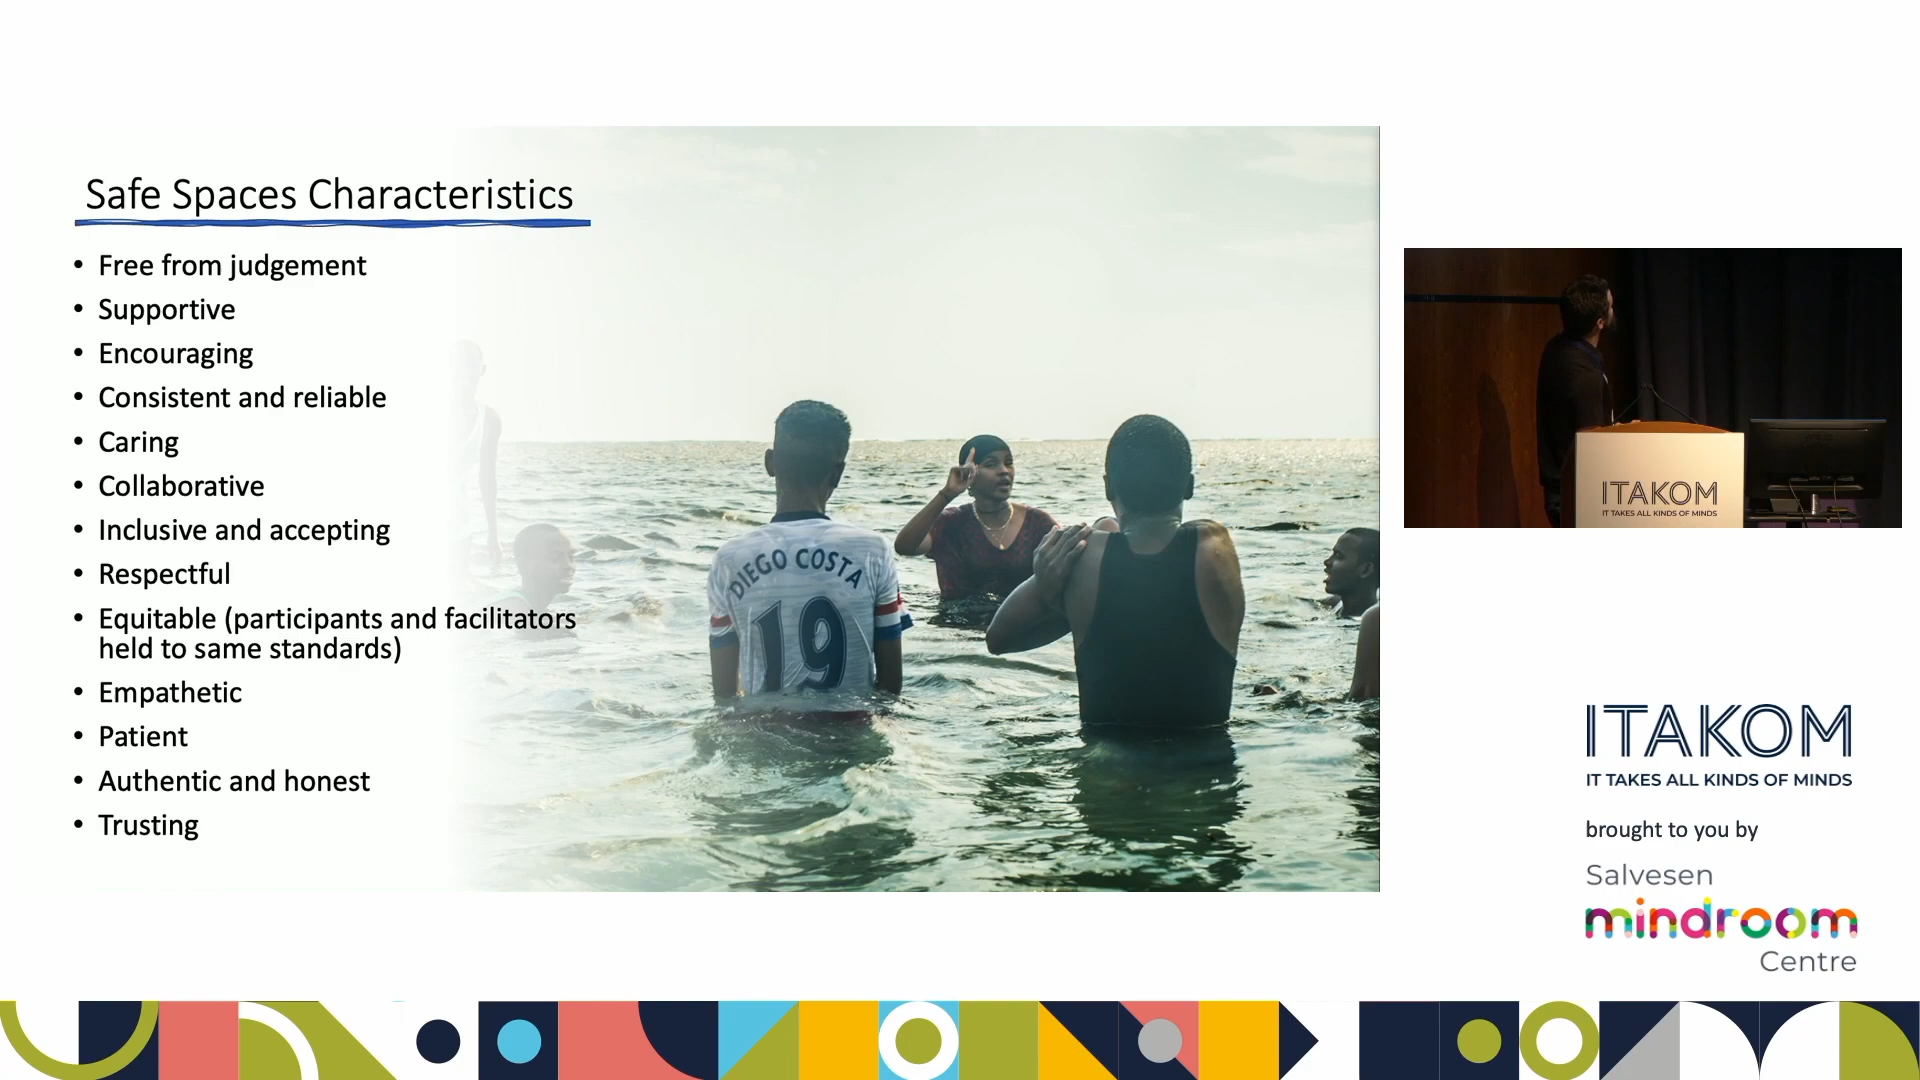 Safe Spaces Characteristics
• Free from judgement
• Supportive
• Encouraging
• Consistent and reliable
• Caring
• Collaborative
• Inclusive and accepting
• Respectful
• Equitable (participants and facilitators
held to same standards)
• Empathetic
• Patient
• Authentic and honest
• Trusting
DIEGO COSTA
19
ITAKOM
IT TAKES ALL KINDS OF MINDS
ITAKOM
IT TAKES ALL KINDS OF MINDS
brought to you by
Salvesen
mindroom
Centre